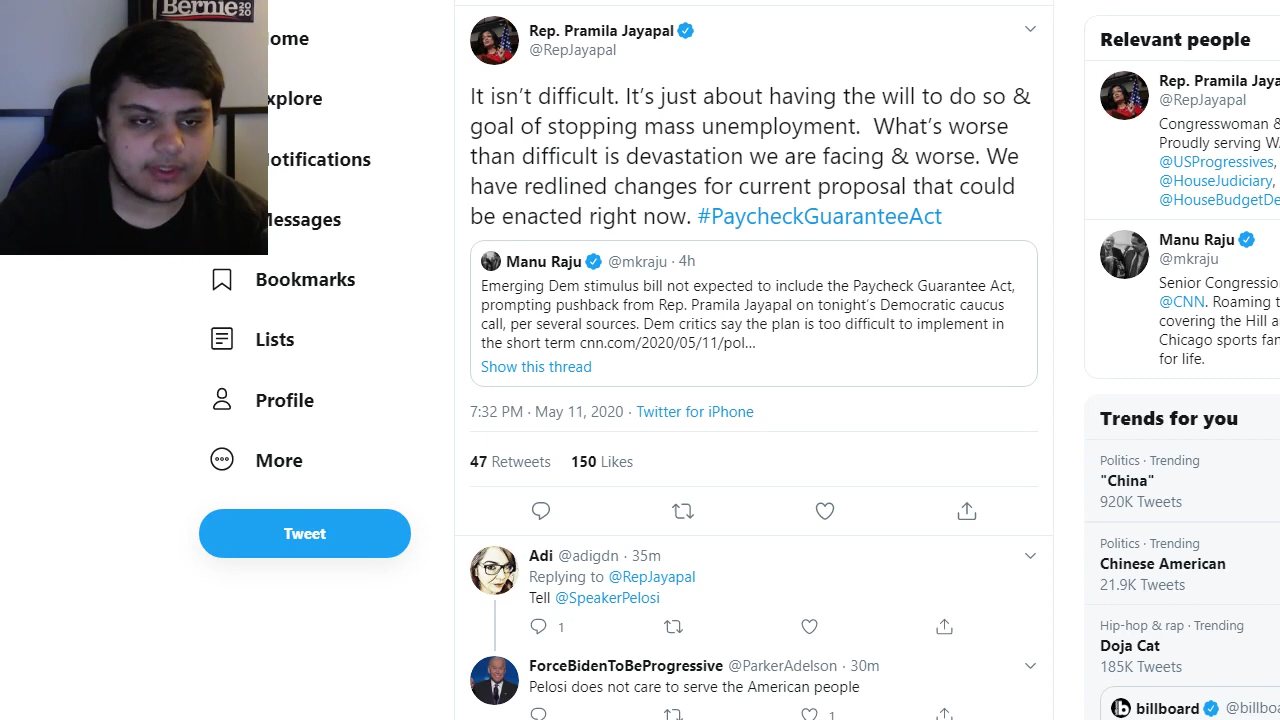 Bernie 2020
ome
xplore
otifications
essages
Bookmarks
Lists
Profile
More
Tweet
Rep. Pramila Jayapal
@RepJayapal
It isn’t difficult. It’s just about having the will to do so &
goal of stopping mass unemployment.  What’s worse
than difficult is devastation we are facing & worse. We
have redlined changes for current proposal that could
be enacted right now. #PaycheckGuaranteeAct
Manu Raju @mkraju · 4h
Emerging Dem stimulus bill not expected to include the Paycheck Guarantee Act,
prompting pushback from Rep. Pramila Jayapal on tonight’s Democratic caucus
call, per several sources. Dem critics say the plan is too difficult to implement in
the short term cnn.com/2020/05/11/pol…
Show this thread
7:32 PM · May 11, 2020 · Twitter for iPhone
47 Retweets 150 Likes
Adi @adigdn · 35m
Replying to @RepJayapal
Tell @SpeakerPelosi
1
ForceBidenToBeProgressive @ParkerAdelson · 30m
Pelosi does not care to serve the American people
1
Relevant people
Rep. Pramila Jaya
@RepJayapal
Congresswoman &
Proudly serving W
@USProgressives,
@HouseJudiciary,
@HouseBudgetDe
Manu Raju
@mkraju
Senior Congressio
@CNN. Roaming t
covering the Hill a
Chicago sports fan
for life.
Trends for you
Politics · Trending
"China"
920K Tweets
Politics · Trending
Chinese American
21.9K Tweets
Hip-hop & rap · Trending
Doja Cat
185K Tweets
billboard @billboa